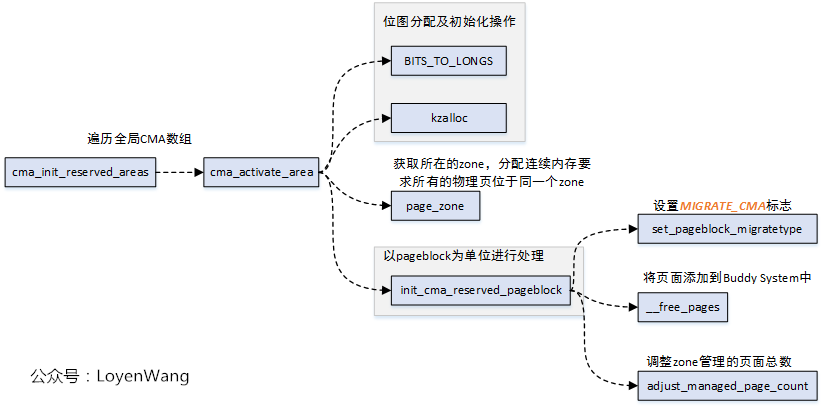 位图分配及初始化操作
BITS_TO_LONGS
kzalloc
遍历全局CMA数组
cma_init_reserved_areas
cma_activate_area
获取所在的zone，分配连续内存要
求所有的物理页位于同一个zone
page_zone
以pageblock为单位进行处理
init_cma_reserved_pageblock
设置MIGRATE_CMA标志
set_pageblock_migratetype
将页面添加到Buddy System中
__free_pages
调整zone管理的页面总数
adjust_managed_page_count
公众号：LoyenWang